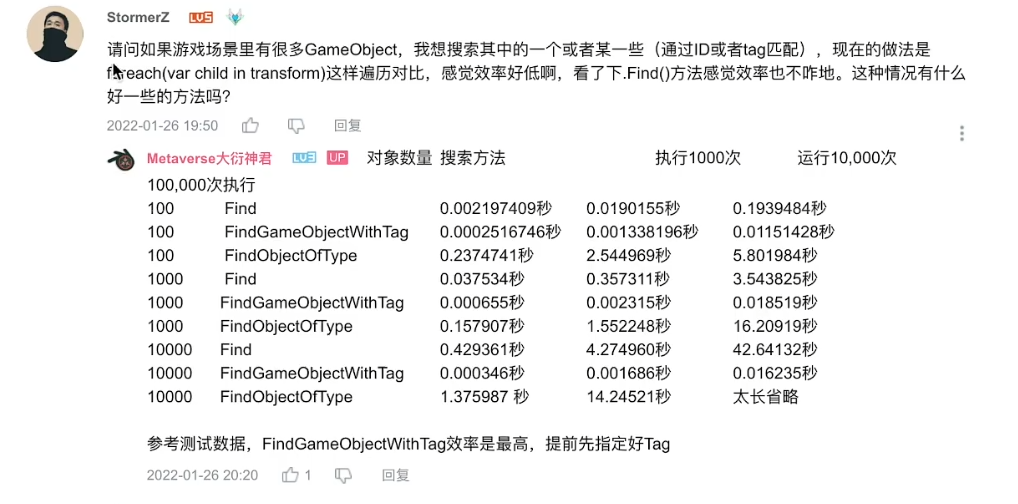 StormerZ LV5
请问如果游戏场景里有很多GameObject，我想搜索其中的一个或者某一些（通过ID或者tag匹配），现在的做法是
foreach(var child in transform)这样遍历对比，感觉效率好低啊，看了下.Find()方法感觉效率也不咋地。这种情况有什么
好一些的方法吗?
2022-01-26 19:50 回复
Metaverse大衍神君 LV3 UP 对象数量 搜索方法 执行1000次 运行10,000次
100,000次执行
100 Find 0.002197409秒 0.0190155秒 0.1939484秒
100 FindGameObjectWithTag 0.0002516746秒 0.001338196秒 0.01151428秒
100 FindObjectOfType 0.2374741秒 2.544969秒 5.801984秒
1000 Find 0.037534秒 0.357311秒 3.543825秒
1000 FindGameObjectWithTag 0.000655秒 0.002315秒 0.018519秒
1000 FindObjectOfType 0.157907秒 1.552248秒 16.20919秒
10000 Find 0.429361秒 4.274960秒 42.64132秒
10000 FindGameObjectWithTag 0.000346秒 0.001686秒 0.016235秒
10000 FindObjectOfType 1.375987 秒 14.24521秒 太长省略
参考测试数据，FindGameObjectWithTag效率是最高，提前先指定好Tag
2022-01-26 20:20 1 回复